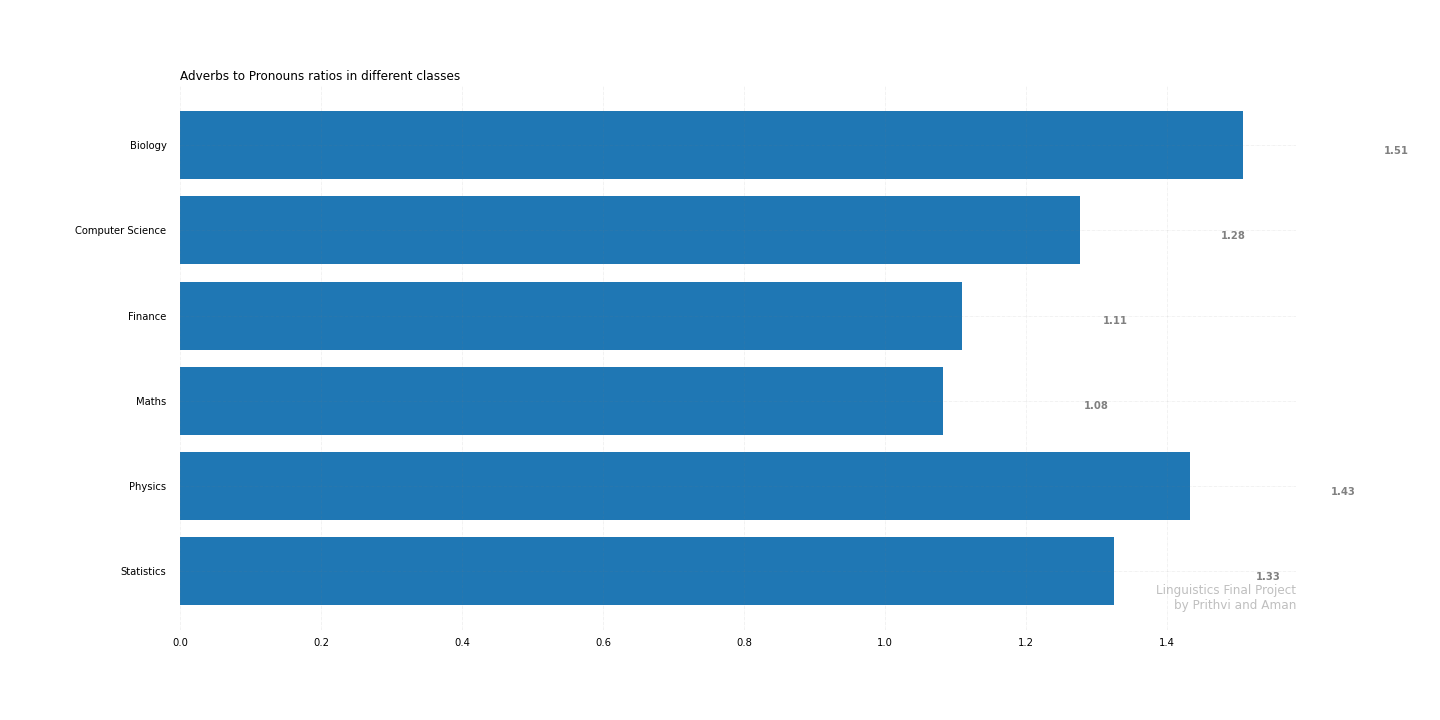 Adverbs to Pronouns ratios in different classes
Biology
1.51
Computer Science
1.28
Finance
1.11
Maths
1.08
Physics
1.43
Statistics
1.33
Linguistics Final Project
by Prithvi and Aman
0.0 0.2 0.4 0.6 0.8 1.0 1.2 1.4